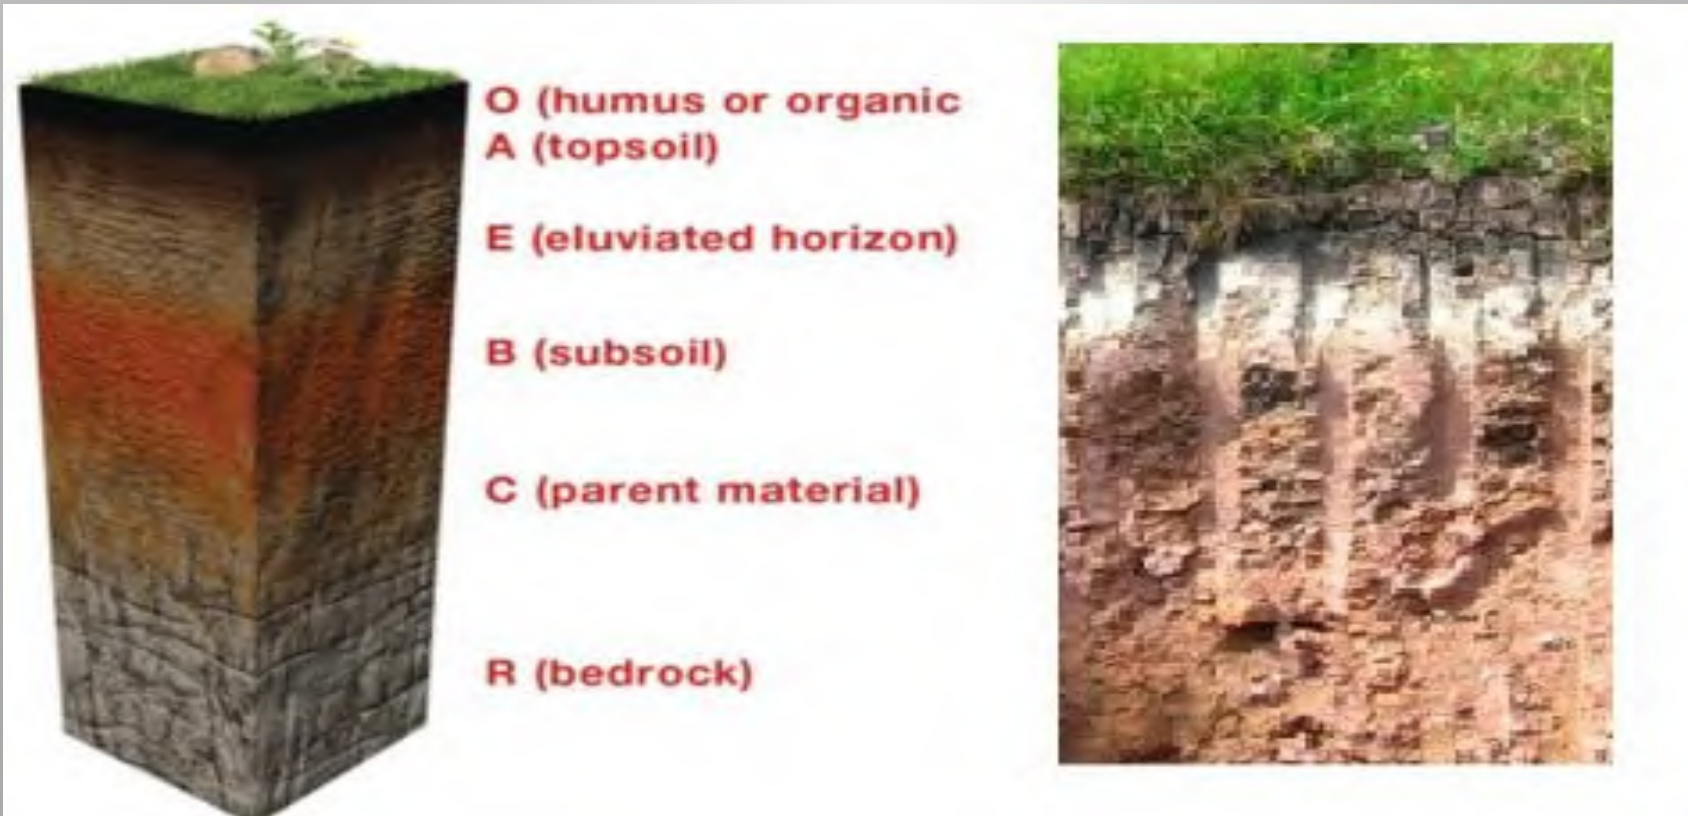 O (humus or organic
A (topsoil)
E (eluviated horizon)
B (subsoil)
C (parent material)
R (bedrock)